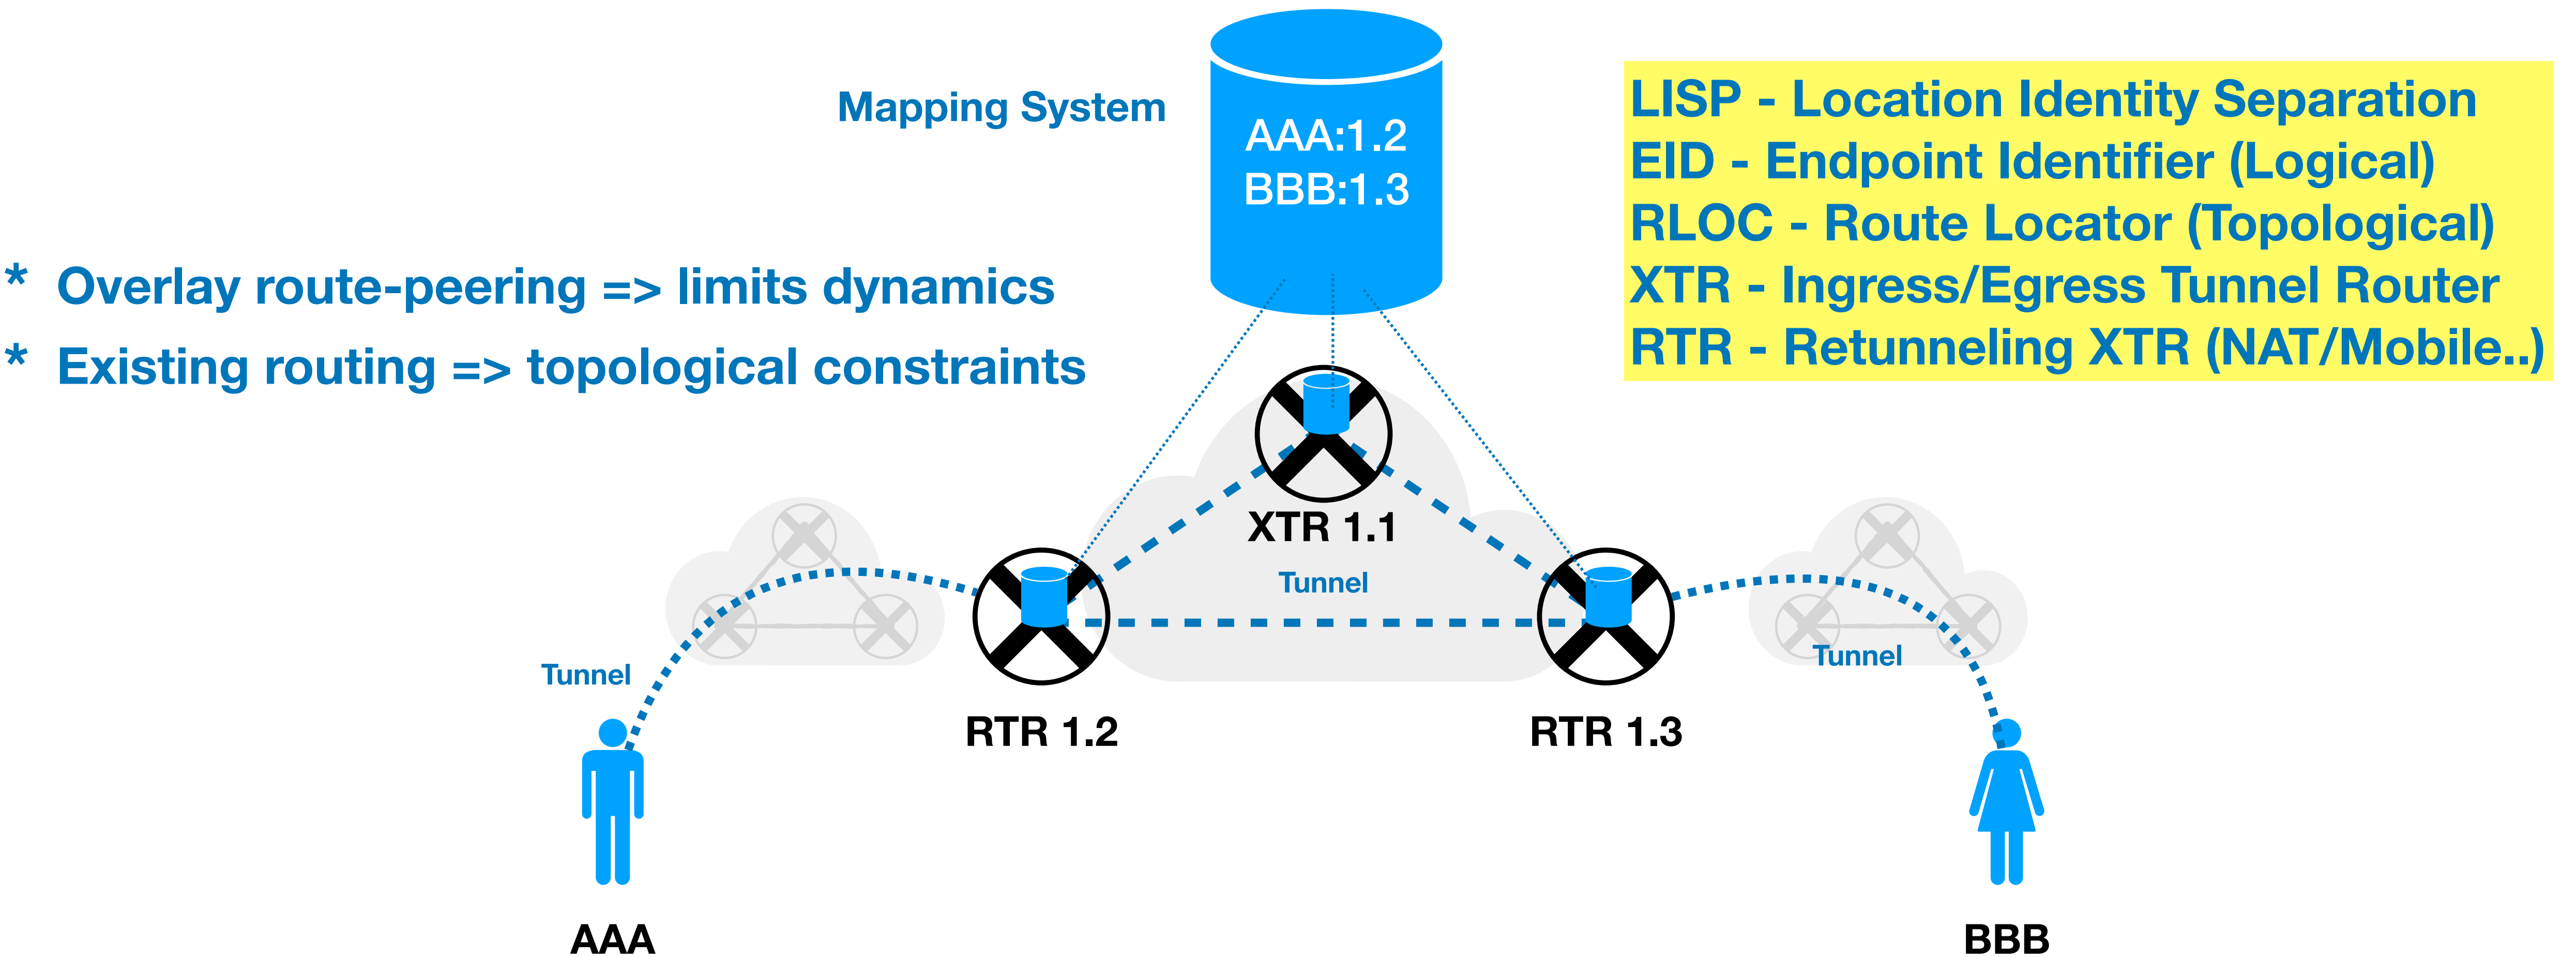 Mapping System
AAA:1.2
BBB:1.3
LISP - Location Identity Separation
EID - Endpoint Identifier (Logical)
RLOC - Route Locator (Topological)
XTR - Ingress/Egress Tunnel Router
RTR - Retunneling XTR (NAT/Mobile..)
* Overlay route-peering => limits dynamics
* Existing routing => topological constraints
XTR 1.1
Tunnel
Tunnel
Tunnel
RTR 1.2
RTR 1.3
AAA
BBB